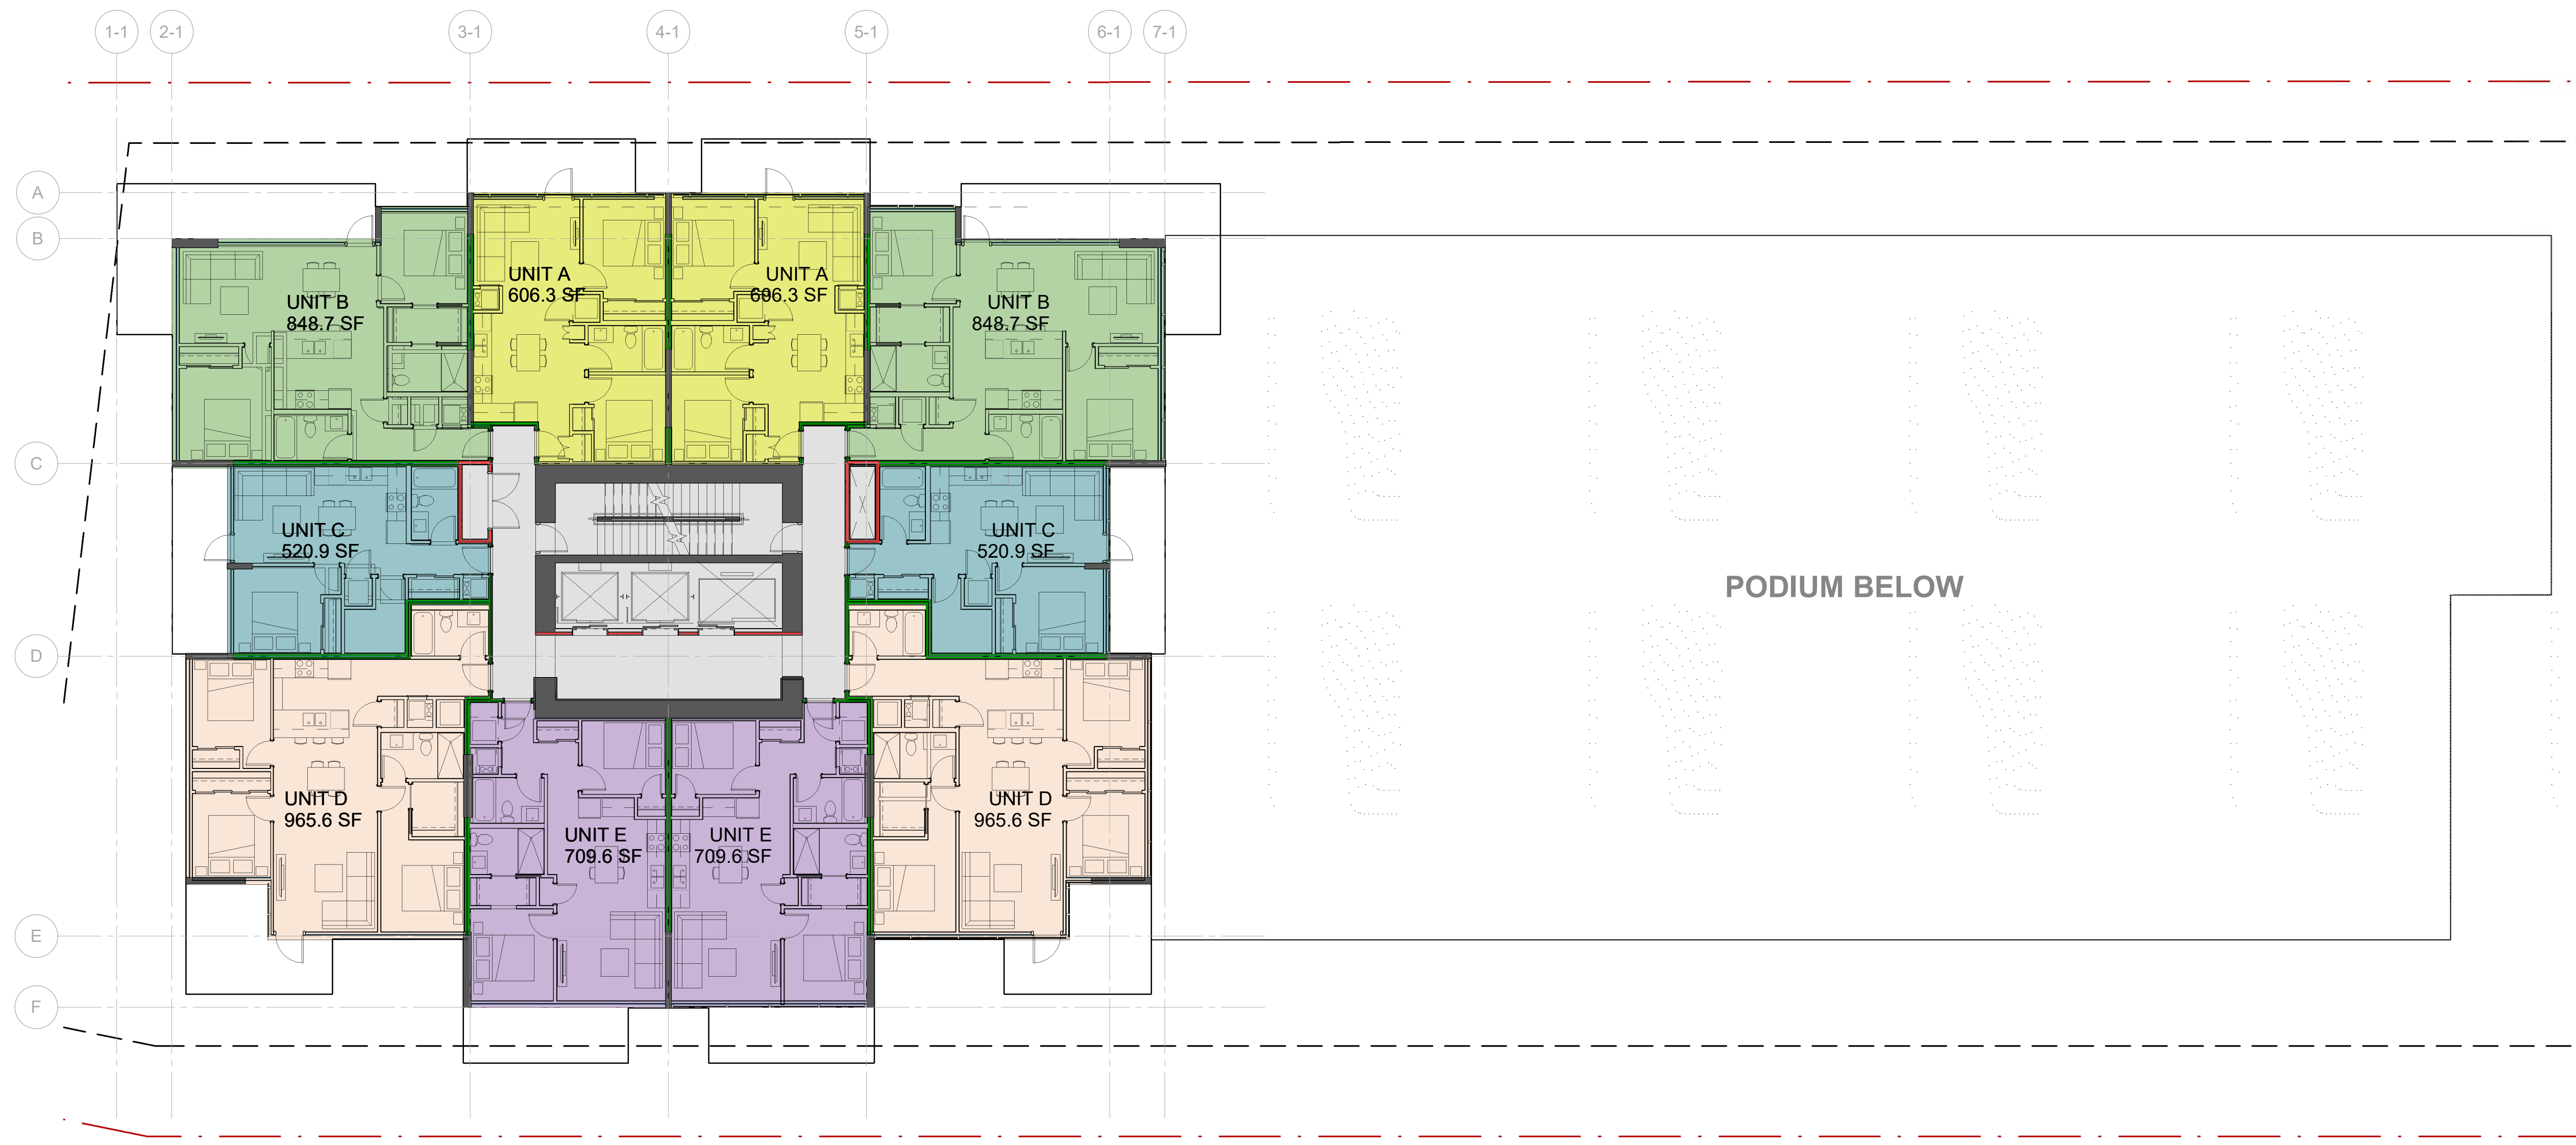 1-1
2-1
3-1
4-1
5-1
6-1
7-1
A
B
C
D
E
F
UNIT A
606.3 SF
UNIT A
606.3 SF
UNIT B
848.7 SF
UNIT B
848.7 SF
UNIT C
520.9 SF
UNIT C
520.9 SF
PODIUM BELOW
UNIT D
965.6 SF
UNIT D
965.6 SF
UNIT E
709.6 SF
UNIT E
709.6 SF